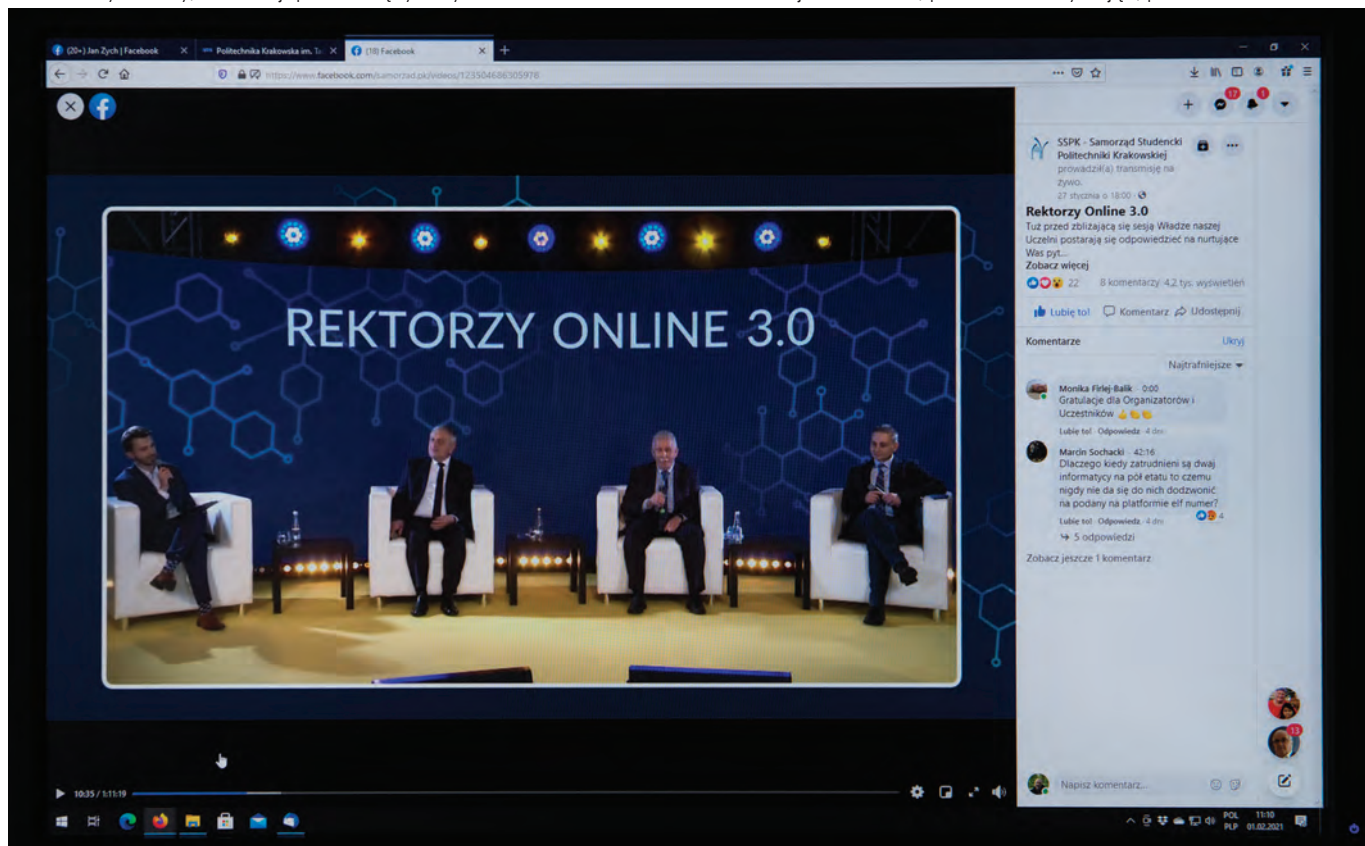 (20+) Jan Zych | Facebook
Politechnika Krakowska im. Ta
(18) Facebook
https://www.facebook.com/samorzad.pk/videos/123504686505978
17
1
SSPK - Samorząd Studencki
Politechniki Krakowskiej
prowadził(a) transmisję na
żywo.
27 stycznia o 18:00
Rektorzy Online 3.0
Tuż przed zbliżającą się sesją Władze naszej
Uczelni postarają się odpowiedzieć na nurtujące
Was pyt...
Zobacz więcej
22 8 komentarzy 4,2 tys. wyświetleń
Lubię to! Komentarz Udostępnij
Komentarze Ukryj
Najtrafniejsze
Monika Firlej-Balik · 0:00
Gratulacje dla Organizatorów i
Uczestników
Lubię to! · Odpowiedz · 4 dni
Marcin Sochacki · 42:16
Dlaczego kiedy zatrudnieni są dwaj
informatycy na pół etatu to czemu
nigdy nie da się do nich dodzwonić
na podany na platformie elf numer?
4
Lubię to! · Odpowiedz · 4 dni
5 odpowiedzi
Zobacz jeszcze 1 komentarz
REKTORZY ONLINE 3.0
13
Napisz komentarz...
10:35 / 1:11:19
POL
PLP
11:10
01.02.2021